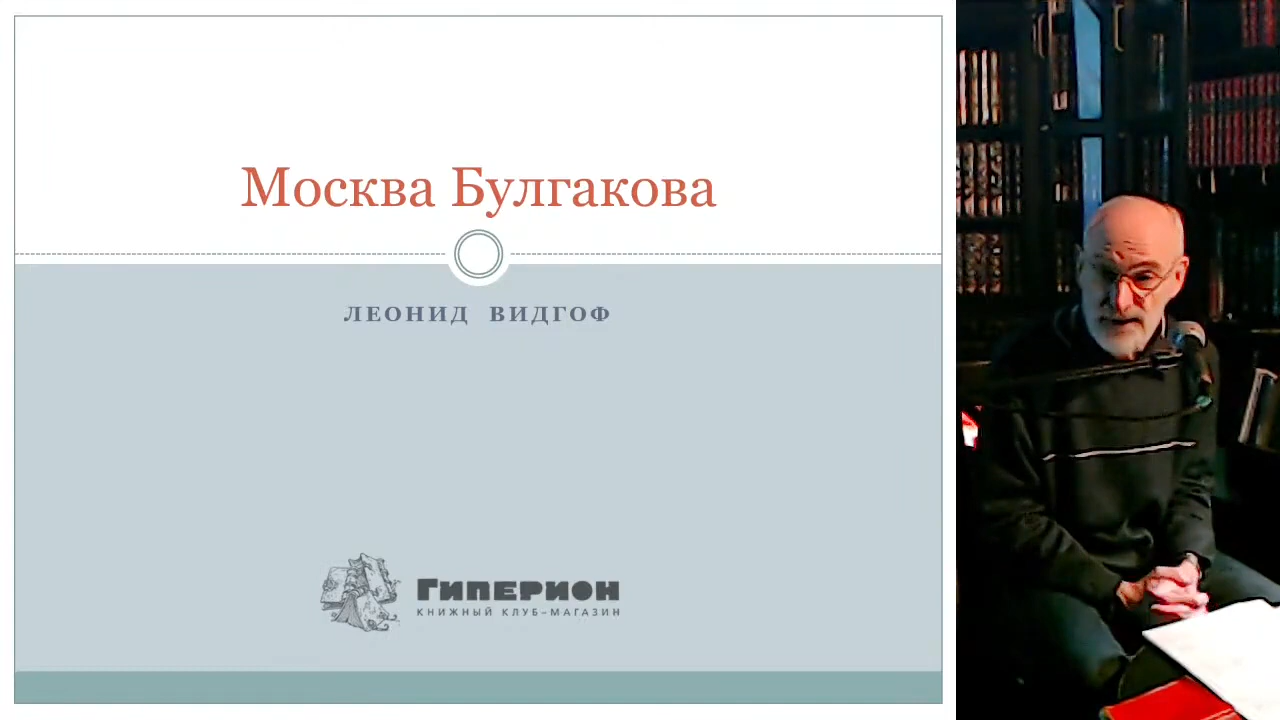 Москва Булгакова
ЛЕОНИД ВИДГОФ
Гиперион
КНИЖНЫЙ КЛУБ-МАГАЗИН